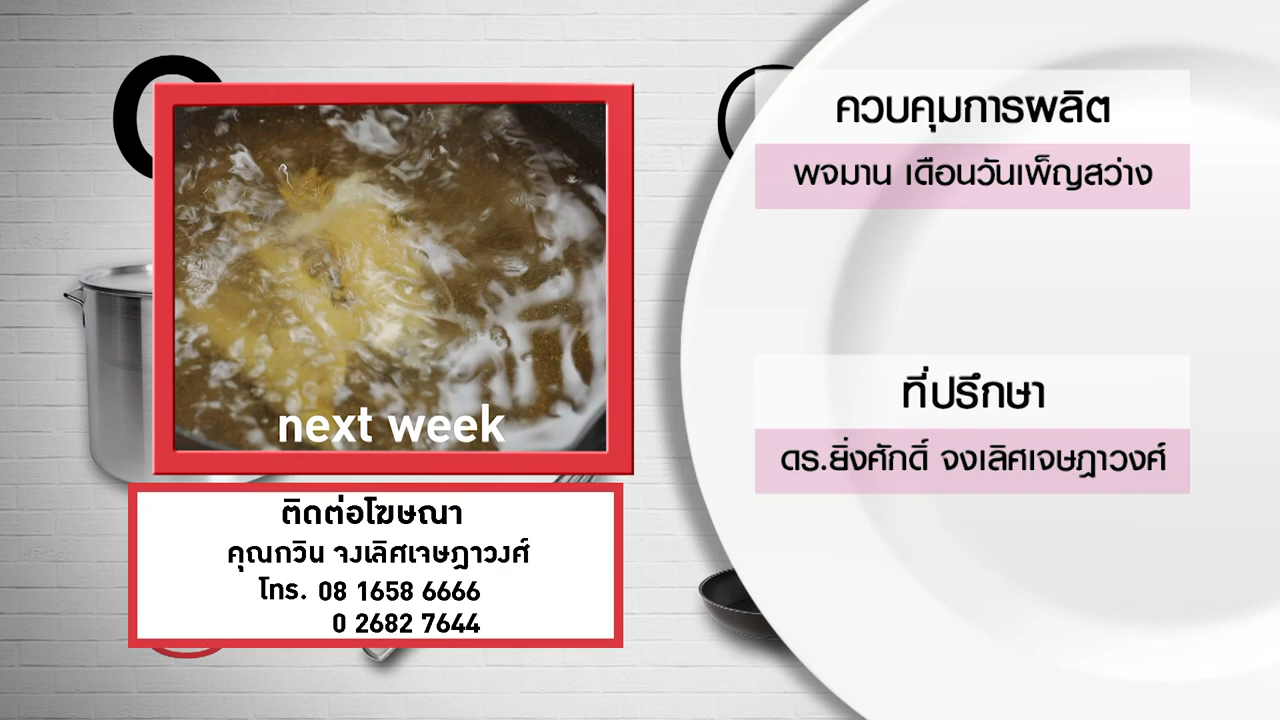 next week
ติดต่อโฆษณา
คุณกวิน จงเลิศเจษฎาวงศ์
โทร. 08 1658 6666
0 2682 7644
ควบคุมการผลิต
พจมาน เดือนวันเพ็ญสว่าง
ที่ปรึกษา
ดร.ยิ่งศักดิ์ จงเลิศเจษฎาวงศ์